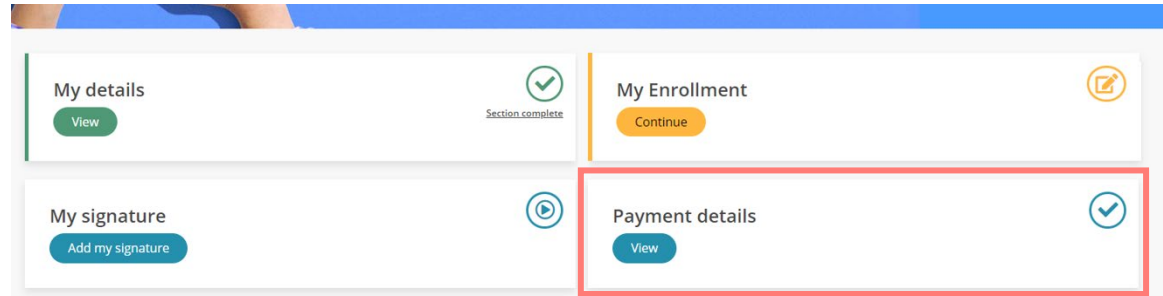 My details
View
Section complete
My Enrollment
Continue
My signature
Add my signature
Payment details
View